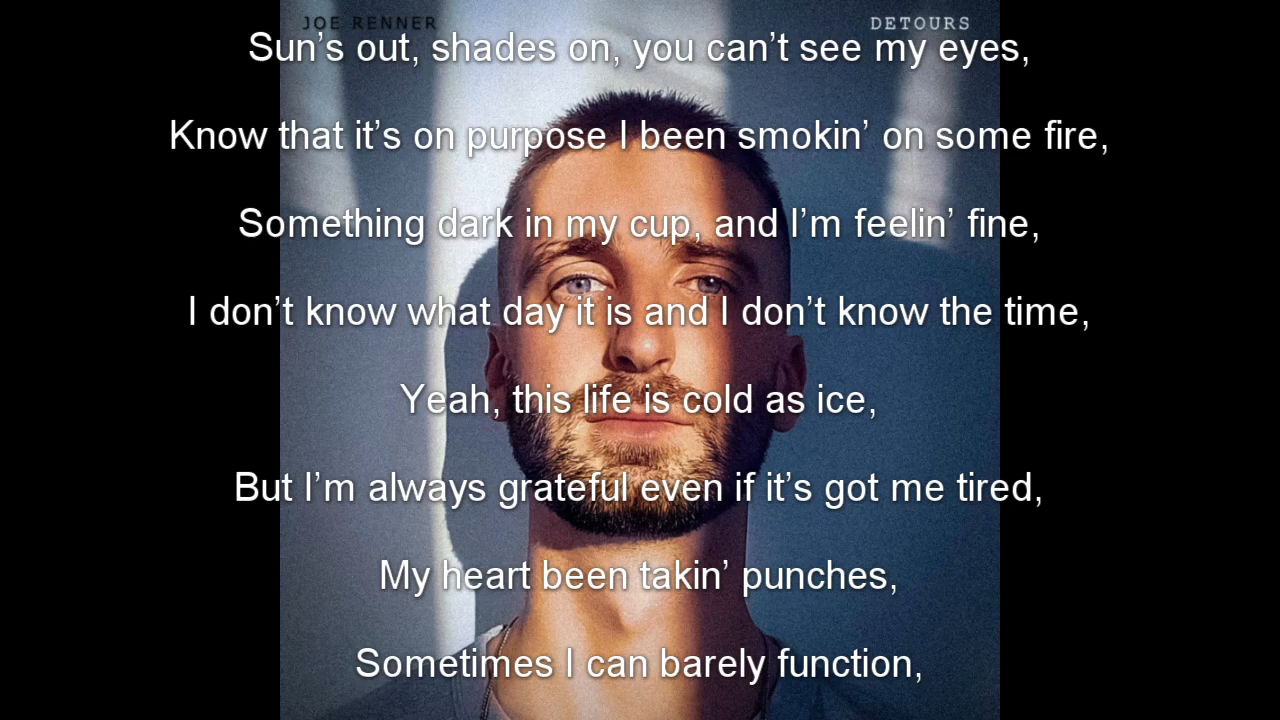 JOE RENNER
DETOURS
Sun’s out, shades on, you can’t see my eyes,
Know that it’s on purpose I been smokin’ on some fire,
Something dark in my cup, and I’m feelin’ fine,
I don’t know what day it is and I don’t know the time,
Yeah, this life is cold as ice,
But I’m always grateful even if it’s got me tired,
My heart been takin’ punches,
Sometimes I can barely function,